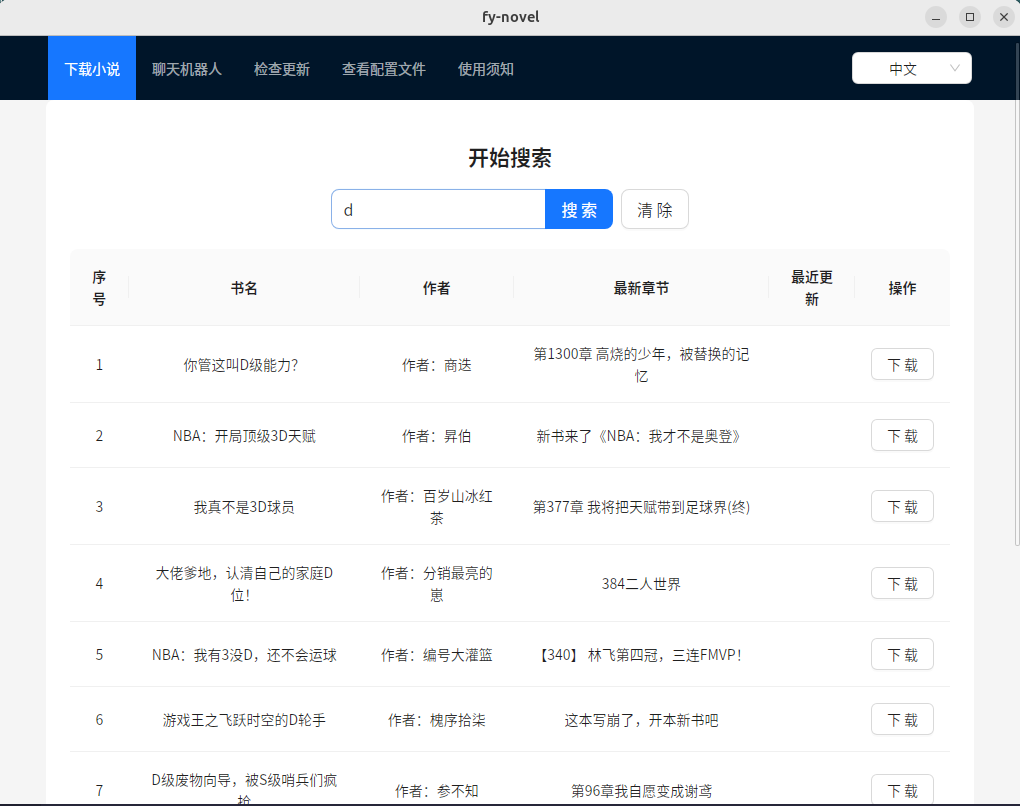 fy-novel
下载小说 聊天机器人 检查更新 查看配置文件 使用须知 中文
开始搜索
d 搜 索 清 除
序号 书名 作者 最新章节 最近更新 操作
1 你管这叫D级能力？ 作者：商迭 第1300章 高烧的少年，被替换的记忆 下 载
2 NBA：开局顶级3D天赋 作者：昇伯 新书来了《NBA：我才不是奥登》 下 载
3 我真不是3D球员 作者：百岁山冰红茶 第377章 我将把天赋带到足球界(终) 下 载
4 大佬爹地，认清自己的家庭D位！ 作者：分销最亮的崽 384二人世界 下 载
5 NBA：我有3没D，还不会运球 作者：编号大灌篮 【340】 林飞第四冠，三连FMVP！ 下 载
6 游戏王之飞跃时空的D轮手 作者：槐序拾柒 这本写崩了，开本新书吧 下 载
7 D级废物向导，被S级哨兵们疯抢 作者：参不知 第96章我自愿变成谢鸢 下 载